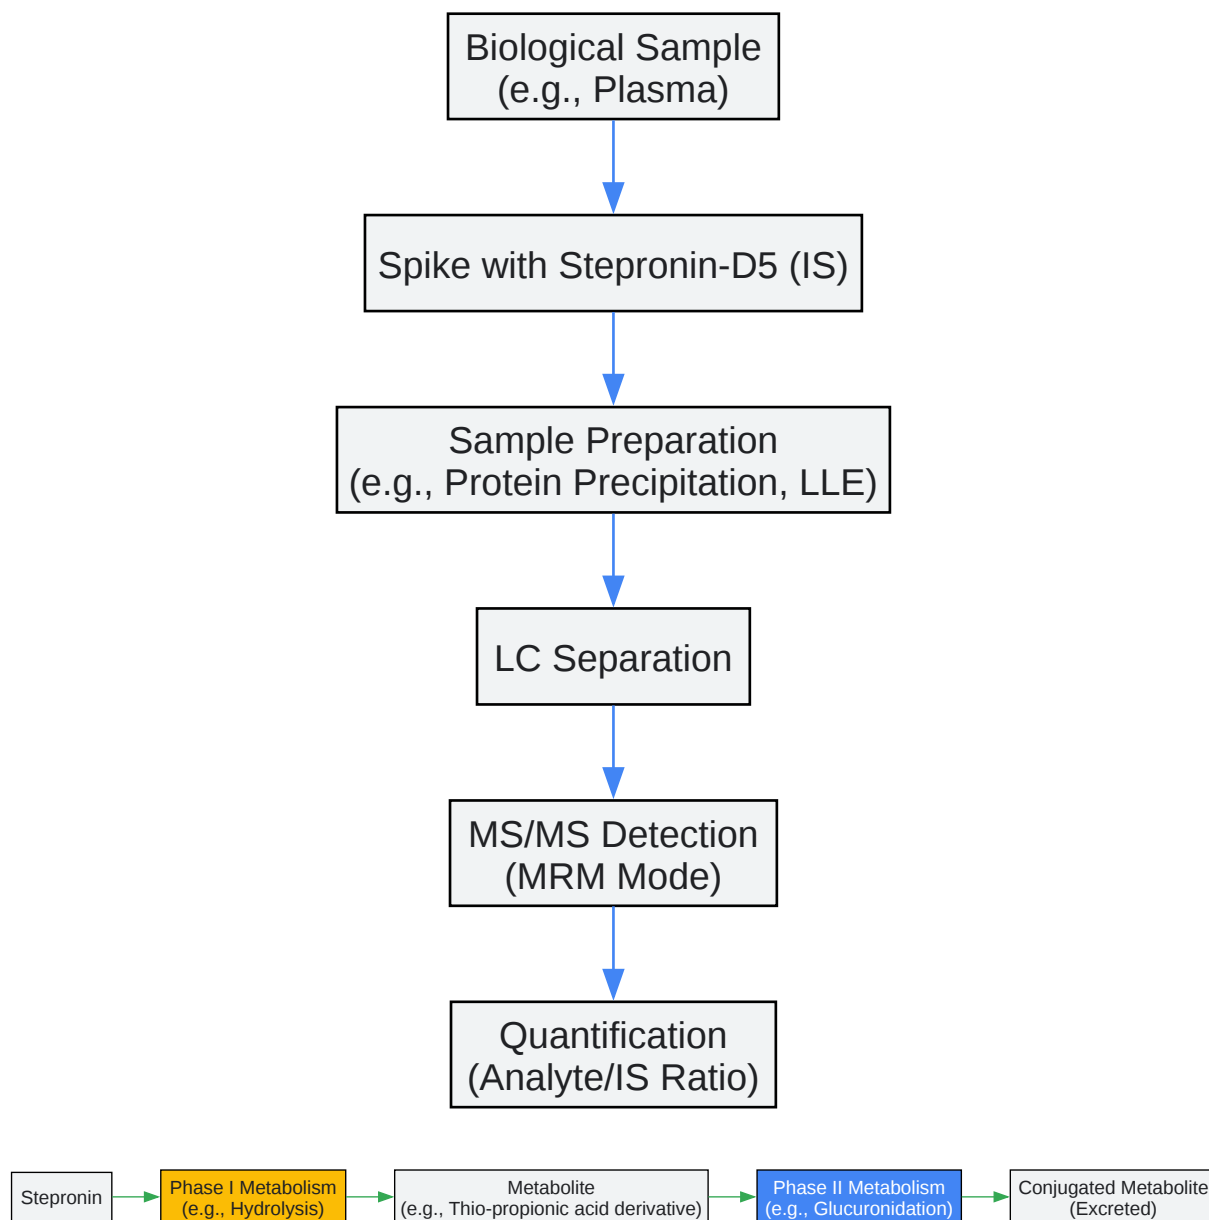 Biological Sample
(e.g., Plasma)
Spike with Stepronin-D5 (IS)
Sample Preparation
(e.g., Protein Precipitation, LLE)
LC Separation
MS/MS Detection
(MRM Mode)
Quantification
(Analyte/IS Ratio)
Stepronin
Phase I Metabolism
(e.g., Hydrolysis)
Metabolite
(e.g., Thio-propionic acid derivative)
Phase II Metabolism
(e.g., Glucuronidation)
Conjugated Metabolite
(Excreted)